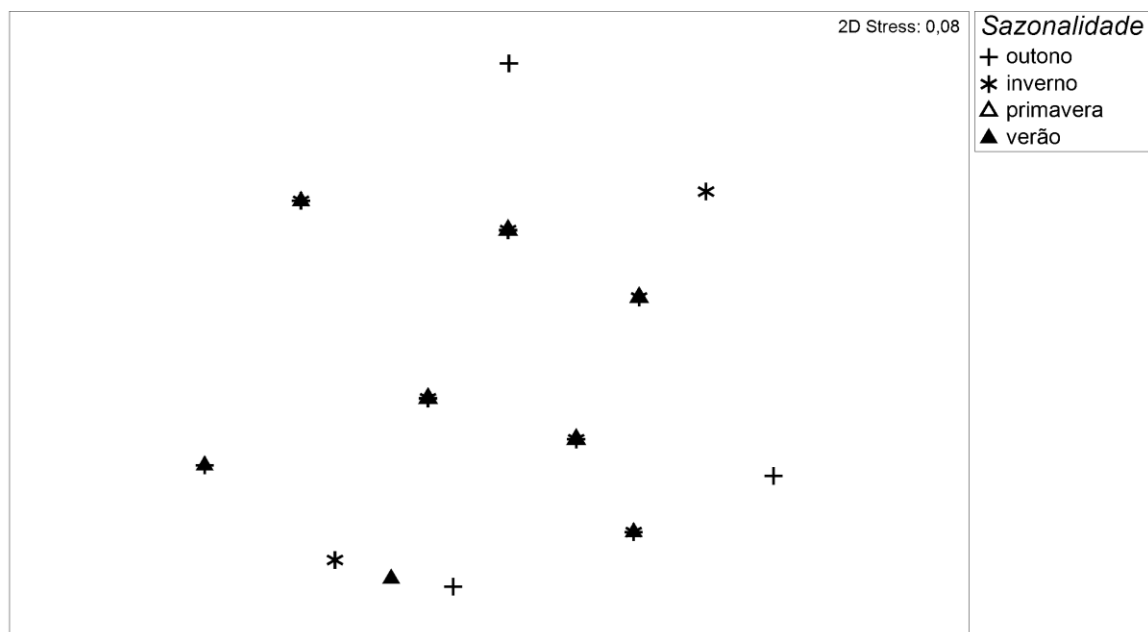 2D Stress: 0,08
Sazonalidade
outono
inverno
primavera
verão